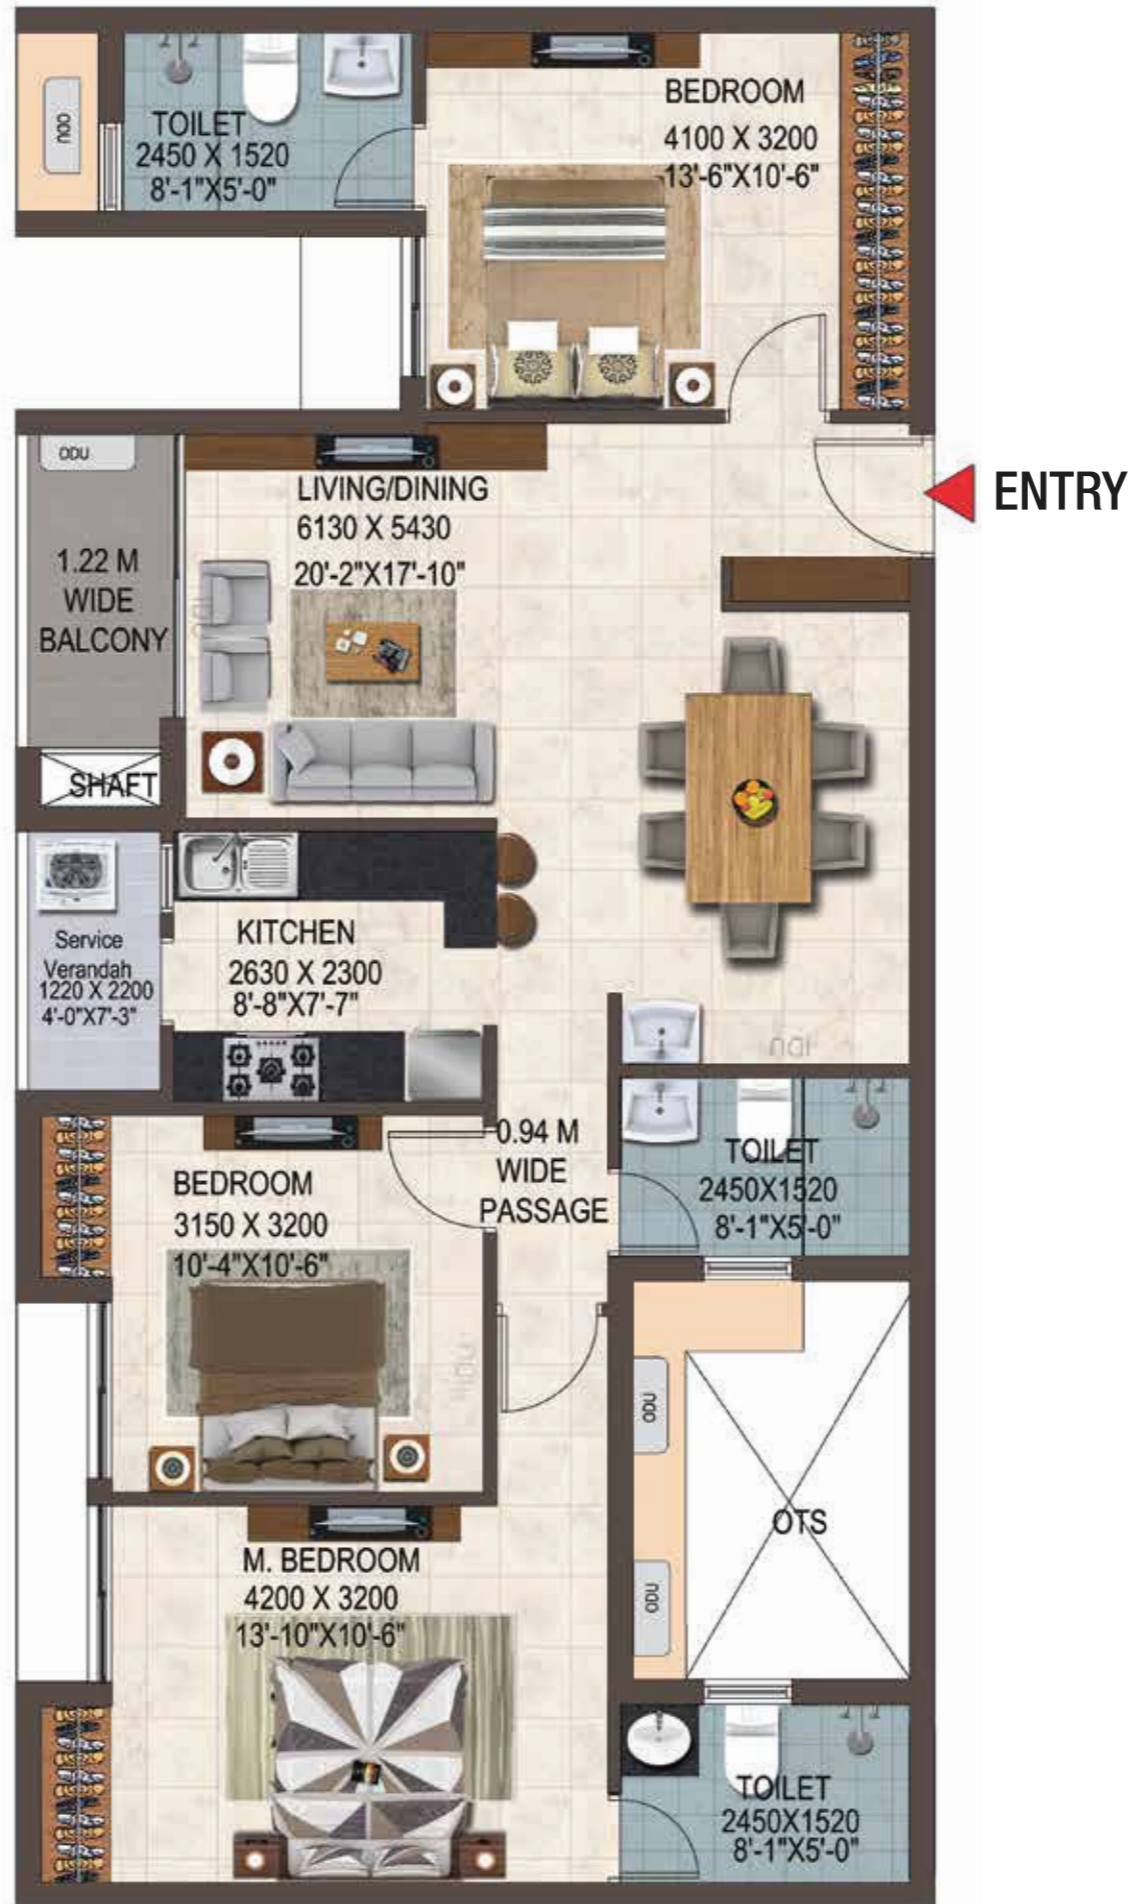 ODU
TOILET
2450 X 1520
8'-1"X5'-0"
BEDROOM
4100 X 3200
13'-6"X10'-6"
ENTRY
ODU
1.22 M
WIDE
BALCONY
LIVING/DINING
6130 X 5430
20'-2"X17'-10"
IDU
SHAFT
Service
Verandah
1220 X 2200
4'-0"X7'-3"
KITCHEN
2630 X 2300
8'-8"X7'-7"
IDU
BEDROOM
3150 X 3200
10'-4"X10'-6"
IDU
0.94 M
WIDE
PASSAGE
TOILET
2450X1520
8'-1"X5'-0"
ODU
OTS
ODU
M. BEDROOM
4200 X 3200
13'-10"X10'-6"
TOILET
2450X1520
8'-1"X5'-0"